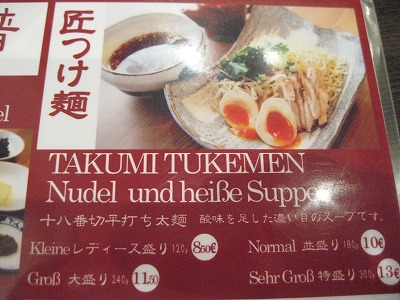 匠つけ麺
TAKUMI TUKEMEN
Nudel und heiße Suppe
十八番切平打ち太麺 酸味を足した濃い目のスープです。
Kleine レディース盛り 120g 8,50€
Normal 並盛り 180g 10€
Groß 大盛り 240g 11,50
Sehr Groß 特盛り 300g 13€